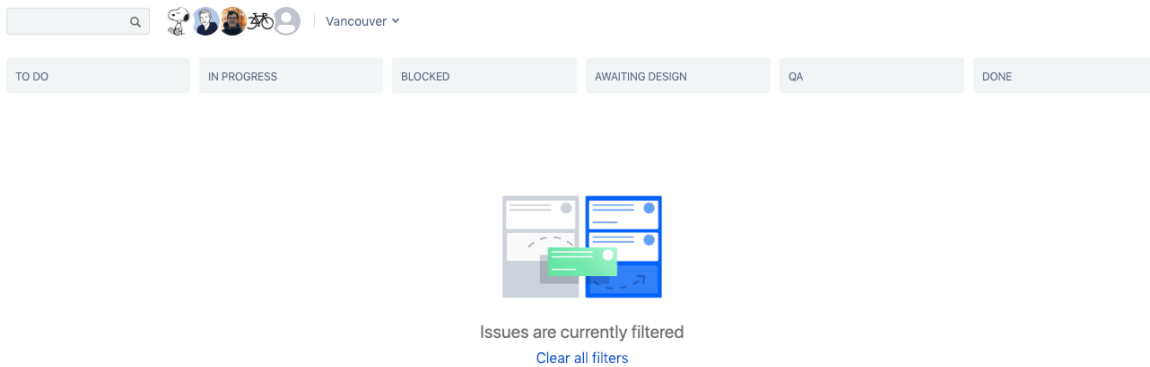 Vancouver
TO DO
IN PROGRESS
BLOCKED
AWAITING DESIGN
QA
DONE
Issues are currently filtered
Clear all filters